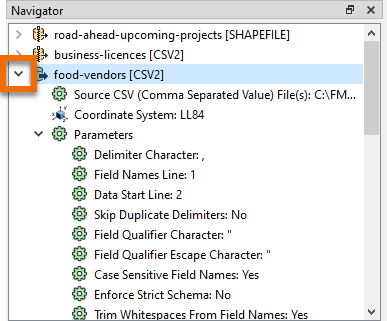 Navigator
road-ahead-upcoming-projects [SHAPEFILE]
business-licences [CSV2]
food-vendors [CSV2]
Source CSV (Comma Separated Value) File(s): C:\FM
Coordinate System: LL84
Parameters
Delimiter Character: ,
Field Names Line: 1
Data Start Line: 2
Skip Duplicate Delimiters: No
Field Qualifier Character: "
Field Qualifier Escape Character: "
Case Sensitive Field Names: Yes
Enforce Strict Schema: No
Trim Whitespaces From Field Names: Yes